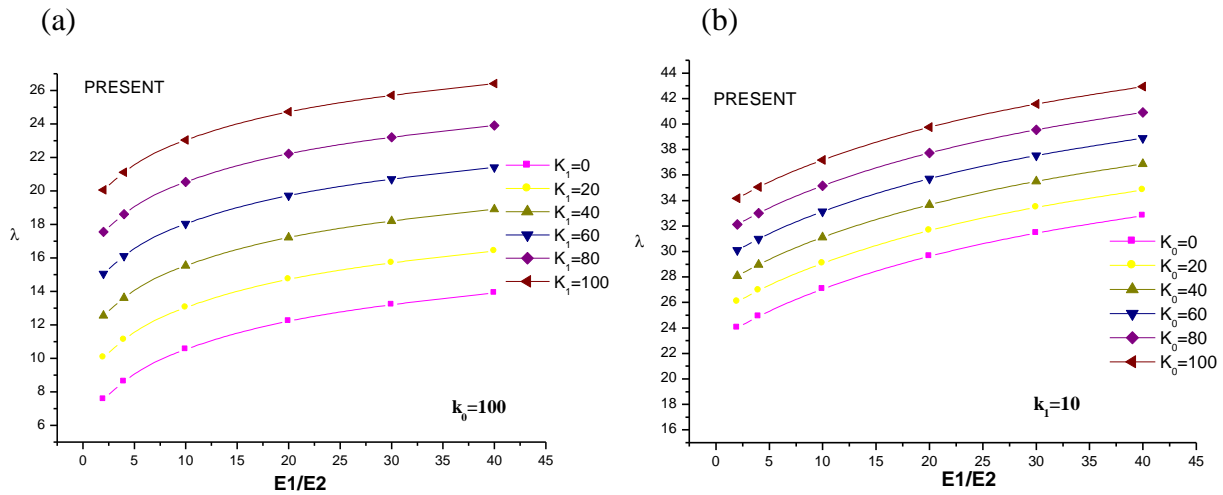 (a)
PRESENT
26
24
22
20
18
16
14
12
10
8
6
λ
0 5 10 15 20 25 30 35 40 45
E1/E2
K₁=0
K₁=20
K₁=40
K₁=60
K₁=80
K₁=100
k₀=100
(b)
PRESENT
44
42
40
38
36
34
32
30
28
26
24
22
20
18
16
λ
0 5 10 15 20 25 30 35 40 45
E1/E2
K₀=0
K₀=20
K₀=40
K₀=60
K₀=80
K₀=100
k₁=10